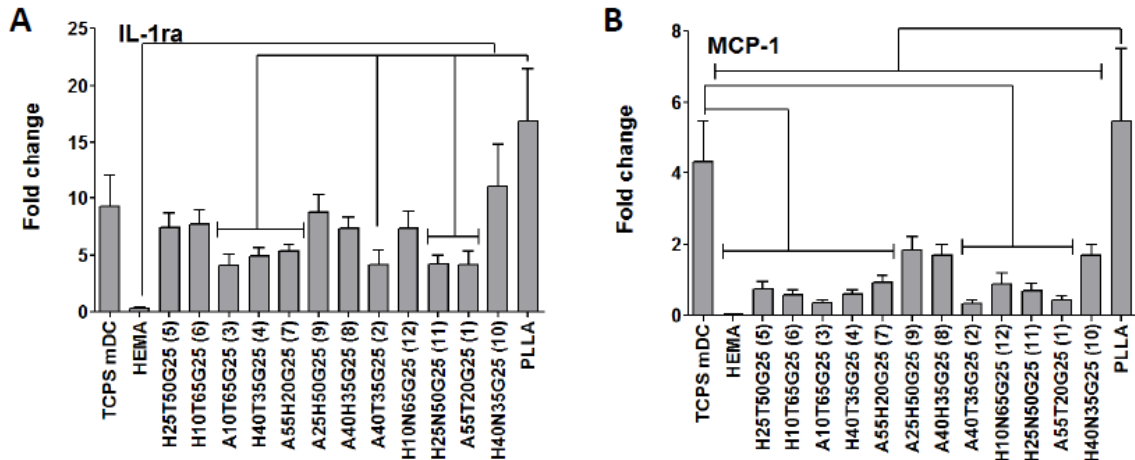 A
IL-1ra
Fold change
25
20
15
10
5
0
TCPS mDC
HEMA
H25T50G25 (5)
H10T65G25 (6)
A10T65G25 (3)
H40T35G25 (4)
A55H20G25 (7)
A25H50G25 (9)
A40H35G25 (8)
A40T35G25 (2)
H10N65G25 (12)
H25N50G25 (11)
A55T20G25 (1)
H40N35G25 (10)
PLLA
B
MCP-1
Fold change
8
6
4
2
0
TCPS mDC
HEMA
H25T50G25 (5)
H10T65G25 (6)
A10T65G25 (3)
H40T35G25 (4)
A55H20G25 (7)
A25H50G25 (9)
A40H35G25 (8)
A40T35G25 (2)
H10N65G25 (12)
H25N50G25 (11)
A55T20G25 (1)
H40N35G25 (10)
PLLA